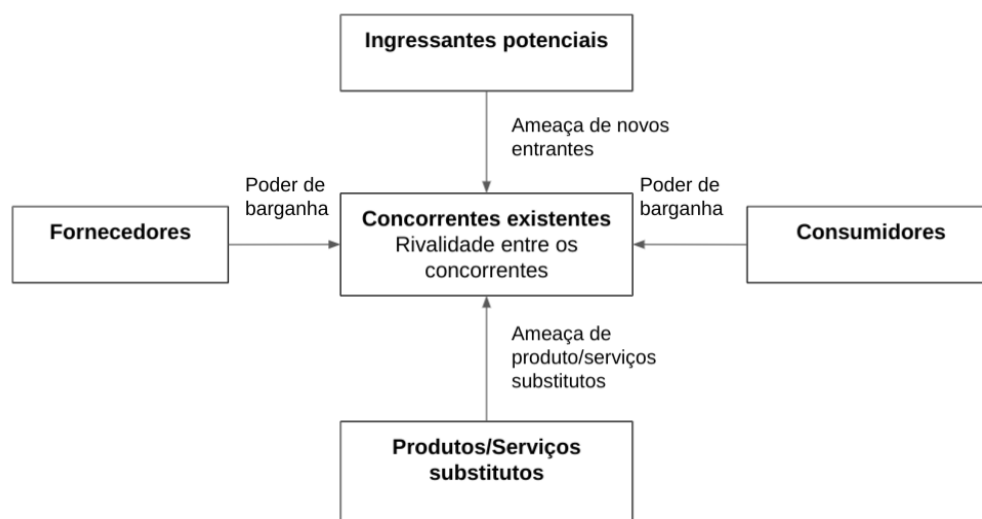 Ingressantes potenciais
Ameaça de novos
entrantes
Poder de
barganha
Poder de
barganha
Fornecedores
Concorrentes existentes
Rivalidade entre os
concorrentes
Consumidores
Ameaça de
produto/serviços
substitutos
Produtos/Serviços
substitutos